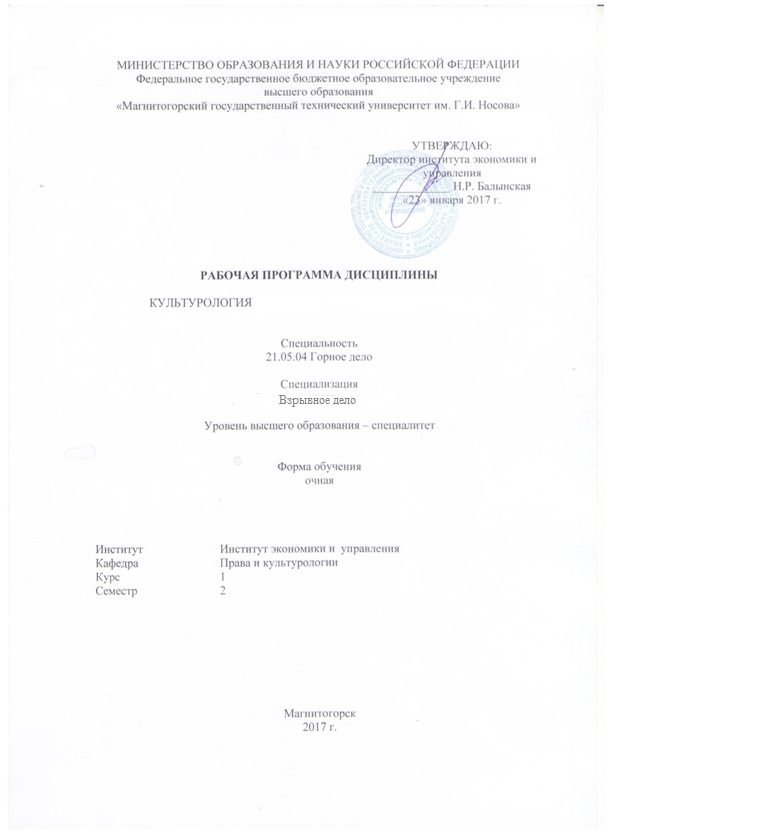 МИНИСТЕРСТВО ОБРАЗОВАНИЯ И НАУКИ РОССИЙСКОЙ ФЕДЕРАЦИИ
Федеральное государственное бюджетное образовательное учреждение
высшего образования
«Магнитогорский государственный технический университет им. Г.И. Носова»
УТВЕРЖДАЮ:
Директор института экономики и
управления
Н.Р. Балынская
«23» января 2017 г.
РАБОЧАЯ ПРОГРАММА ДИСЦИПЛИНЫ
КУЛЬТУРОЛОГИЯ
Специальность
21.05.04 Горное дело
Специализация
Взрывное дело
Уровень высшего образования – специалитет
Форма обучения
очная
Институт Институт экономики и управления
Кафедра Права и культурологии
Курс 1
Семестр 2
Магнитогорск
2017 г.